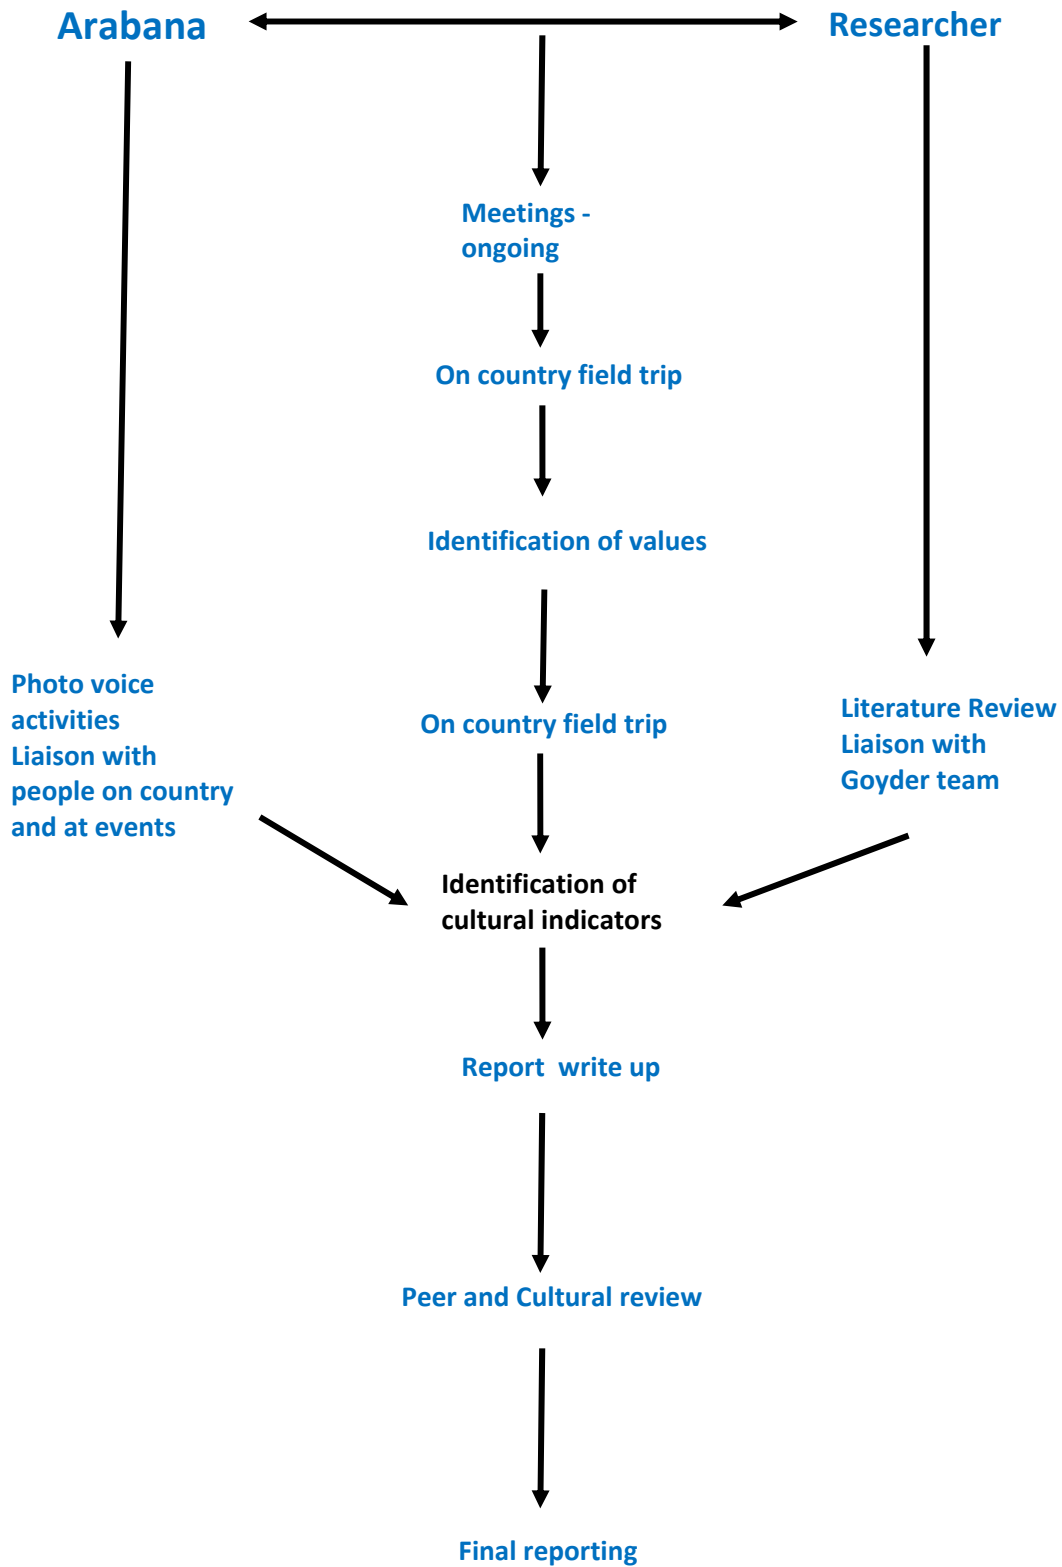 Arabana
Researcher
Meetings -
ongoing
On country field trip
Identification of values
Photo voice
activities
Liaison with
people on country
and at events
On country field trip
Literature Review
Liaison with
Goyder team
Identification of
cultural indicators
Report  write up
Peer and Cultural review
Final reporting